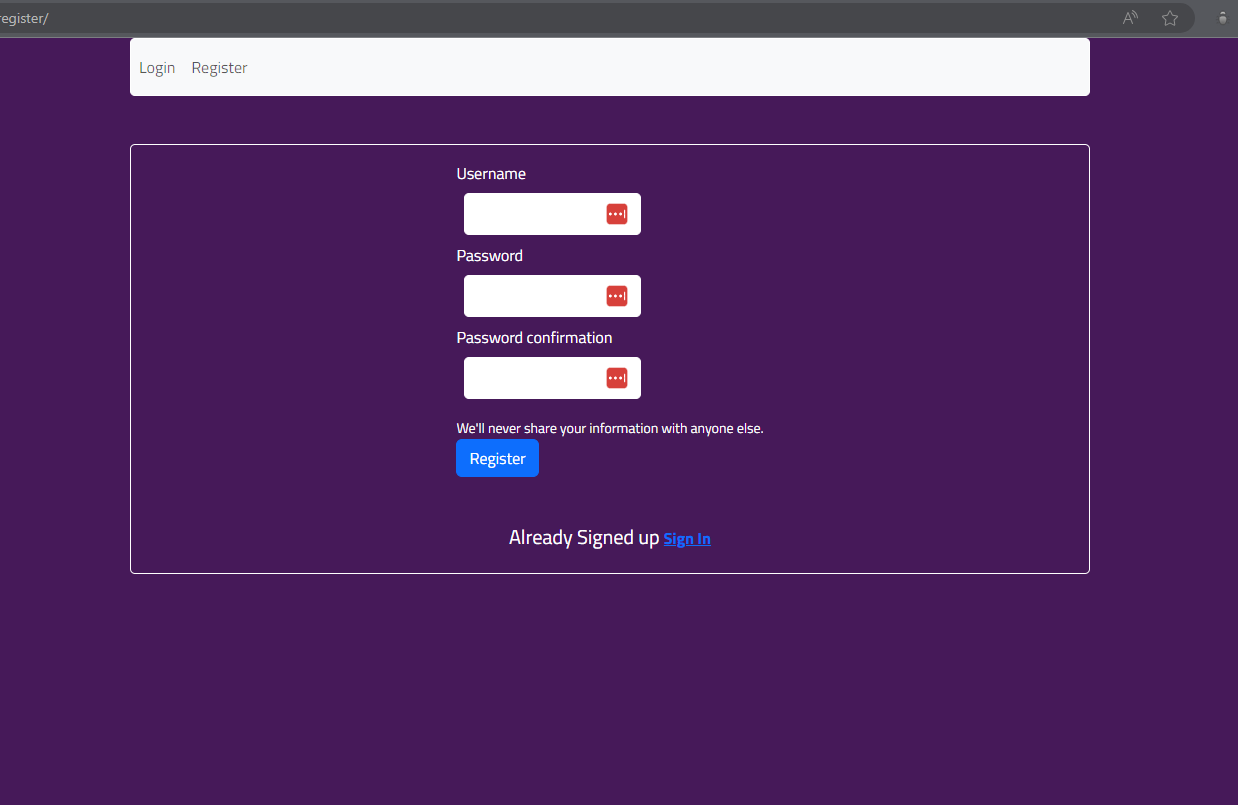 register/
Login Register
Username
Password
Password confirmation
We'll never share your information with anyone else.
Register
Already Signed up Sign In